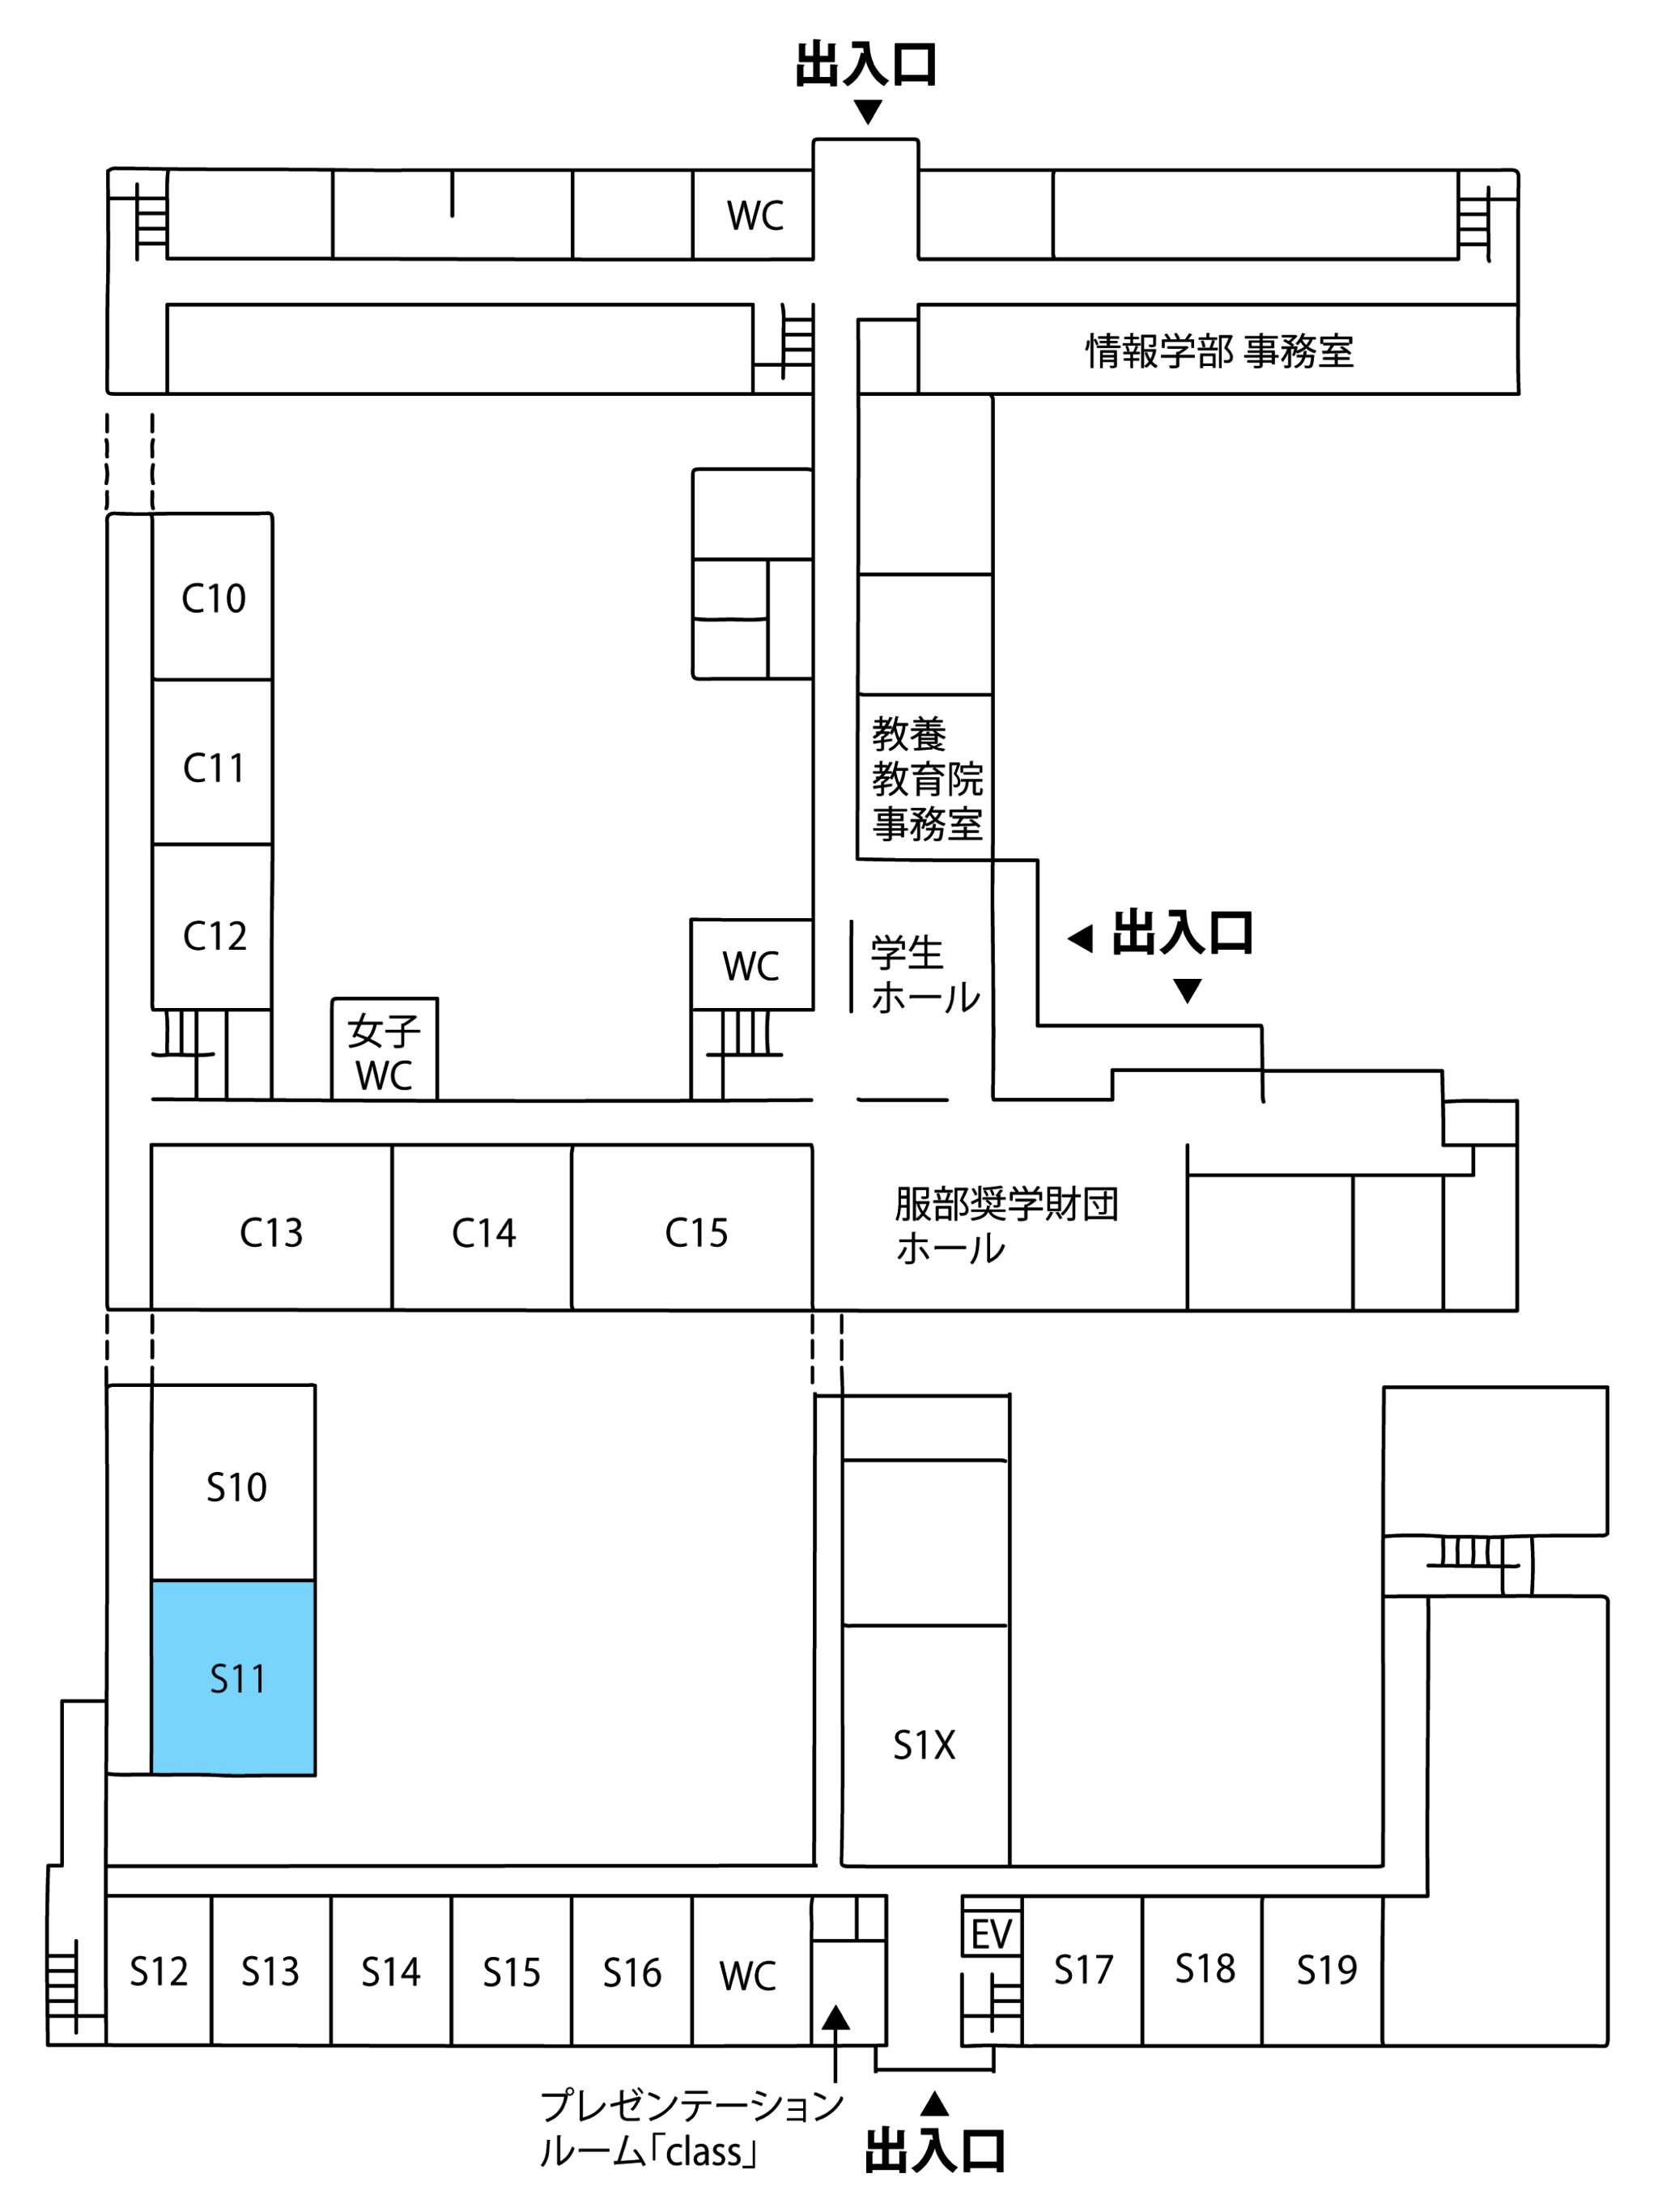 出入口
WC
情報学部 事務室
C10
C11
C12
教養
教育院
事務室
WC
学生
ホール
出入口
女子
WC
C13
C14
C15
服部奨学財団
ホール
S10
S11
S1X
S12
S13
S14
S15
S16
WC
EV
S17
S18
S19
プレゼンテーション
ルーム「class」
出入口